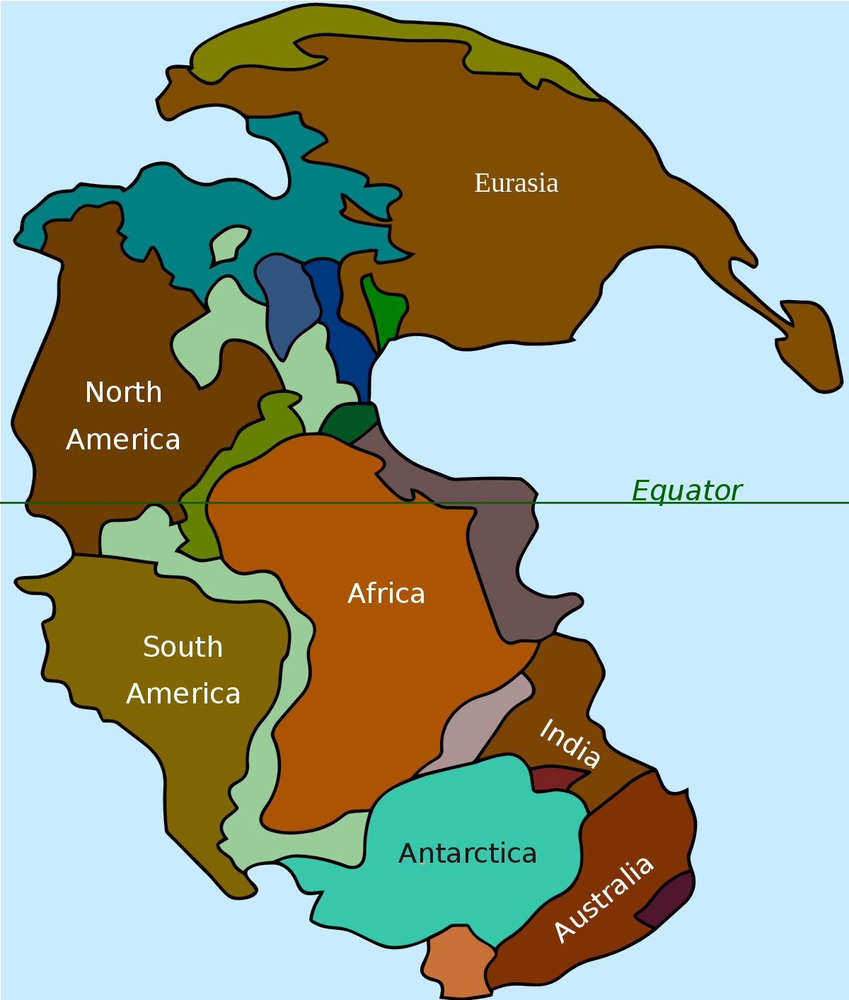 Eurasia
North
America
Equator
Africa
South
America
India
Antarctica
Australia